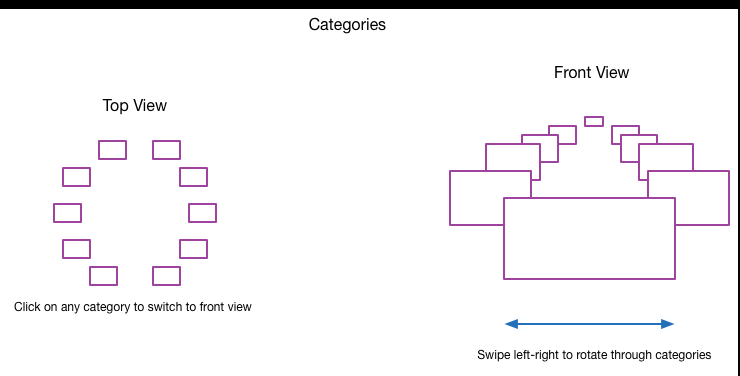 Categories
Front View
Top View
Click on any category to switch to front view
Swipe left-right to rotate through categories